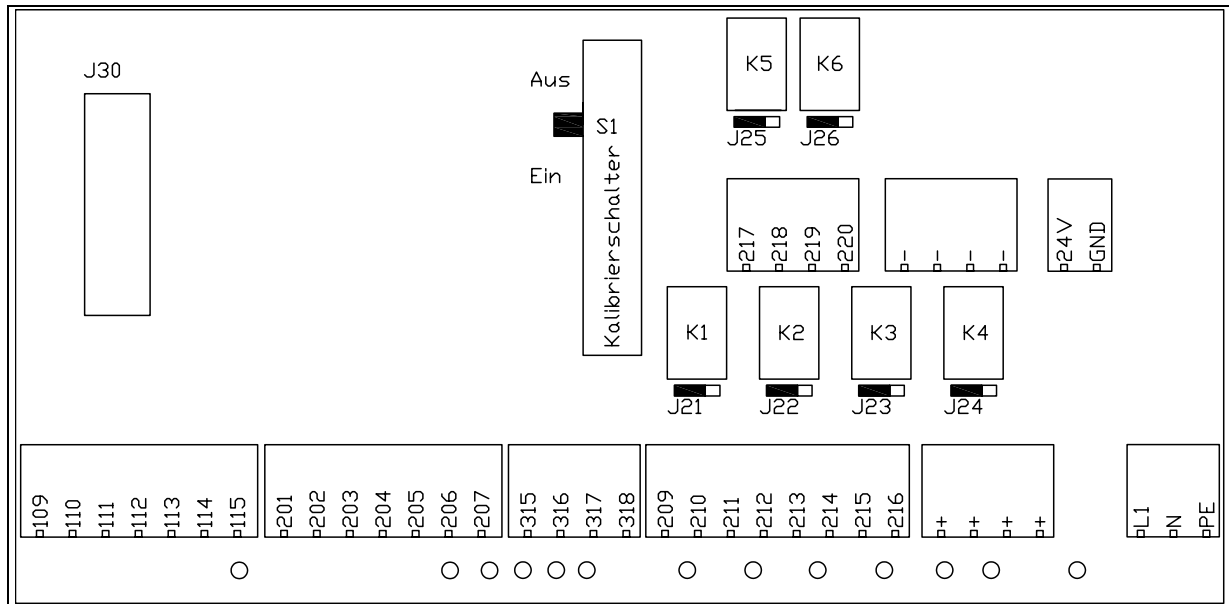 J30
Aus
S1
Ein
Kalibrierschalter
K5 K6
J25 J26
217 218 219 220
- - - -
24V GND
K1 K2 K3 K4
J21 J22 J23 J24
109 110 111 112 113 114 115
201 202 203 204 205 206 207
315 316 317 318
209 210 211 212 213 214 215 216
+ + + +
L1 N PE